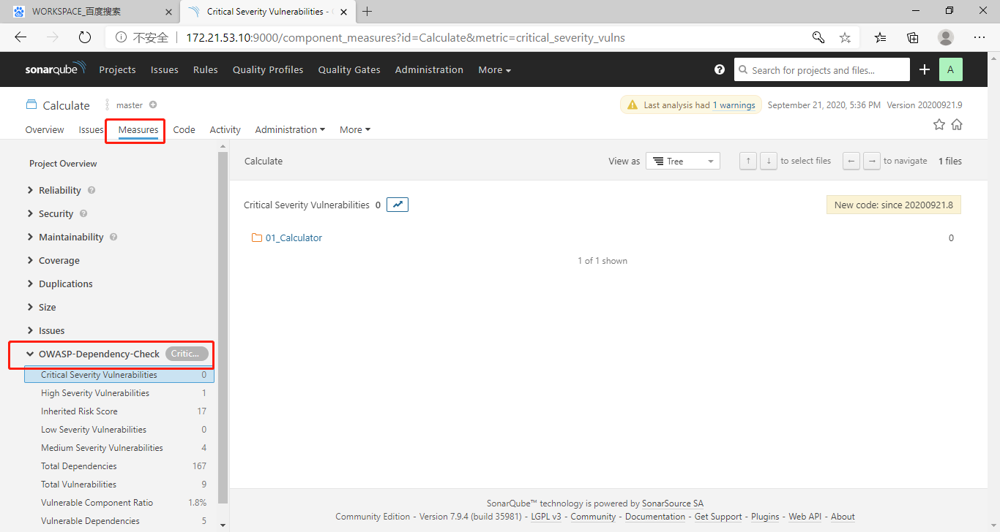 WORKSPACE_百度搜索
Critical Severity Vulnerabilities -
不安全 172.21.53.10:9000/component_measures?id=Calculate&metric=critical_severity_vulns
sonarqube Projects Issues Rules Quality Profiles Quality Gates Administration More Search for projects and files... A
Calculate master Last analysis had 1 warnings September 21, 2020, 5:36 PM Version 20200921.9
Overview Issues Measures Code Activity Administration More
Project Overview
Calculate View as Tree ↑ ↓ to select files ← → to navigate 1 files
Reliability
Security
Maintainability
Coverage
Duplications
Size
Issues
OWASP-Dependency-Check Critic...
Critical Severity Vulnerabilities 0
High Severity Vulnerabilities 1
Inherited Risk Score 17
Low Severity Vulnerabilities 0
Medium Severity Vulnerabilities 4
Total Dependencies 167
Total Vulnerabilities 9
Vulnerable Component Ratio 1.8%
Vulnerable Dependencies 5
Critical Severity Vulnerabilities 0 New code: since 20200921.8
01_Calculator 0
1 of 1 shown
SonarQube™ technology is powered by SonarSource SA
Community Edition - Version 7.9.4 (build 35981) - LGPL v3 - Community - Documentation - Get Support - Plugins - Web API - About